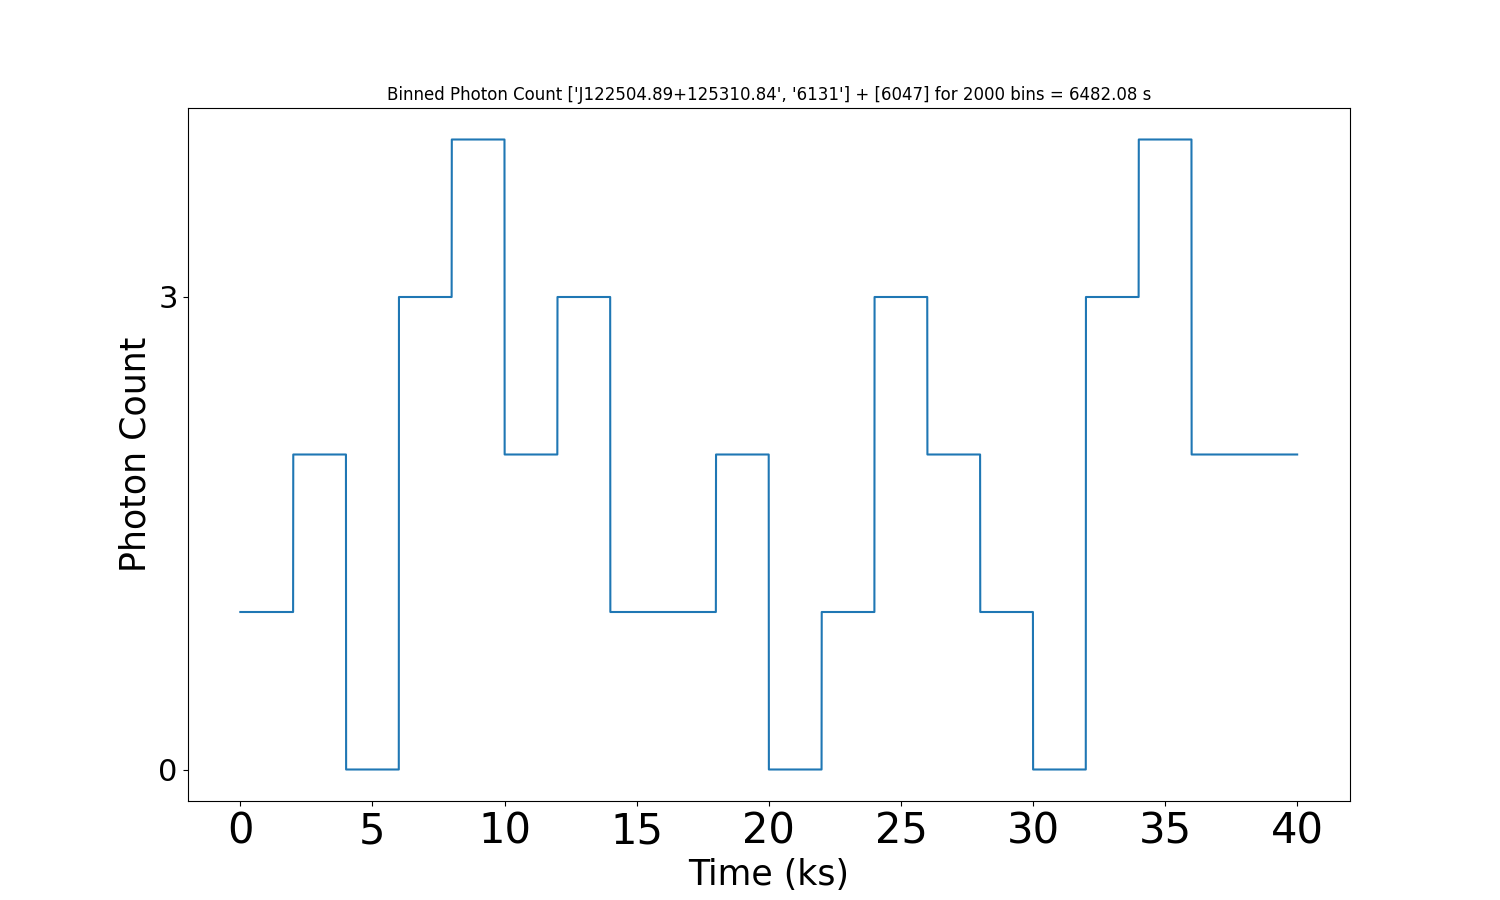 Binned Photon Count ['J122504.89+125310.84', '6131'] + [6047] for 2000 bins = 6482.08 s
Photon Count
3
0
0 5 10 15 20 25 30 35 40
Time (ks)